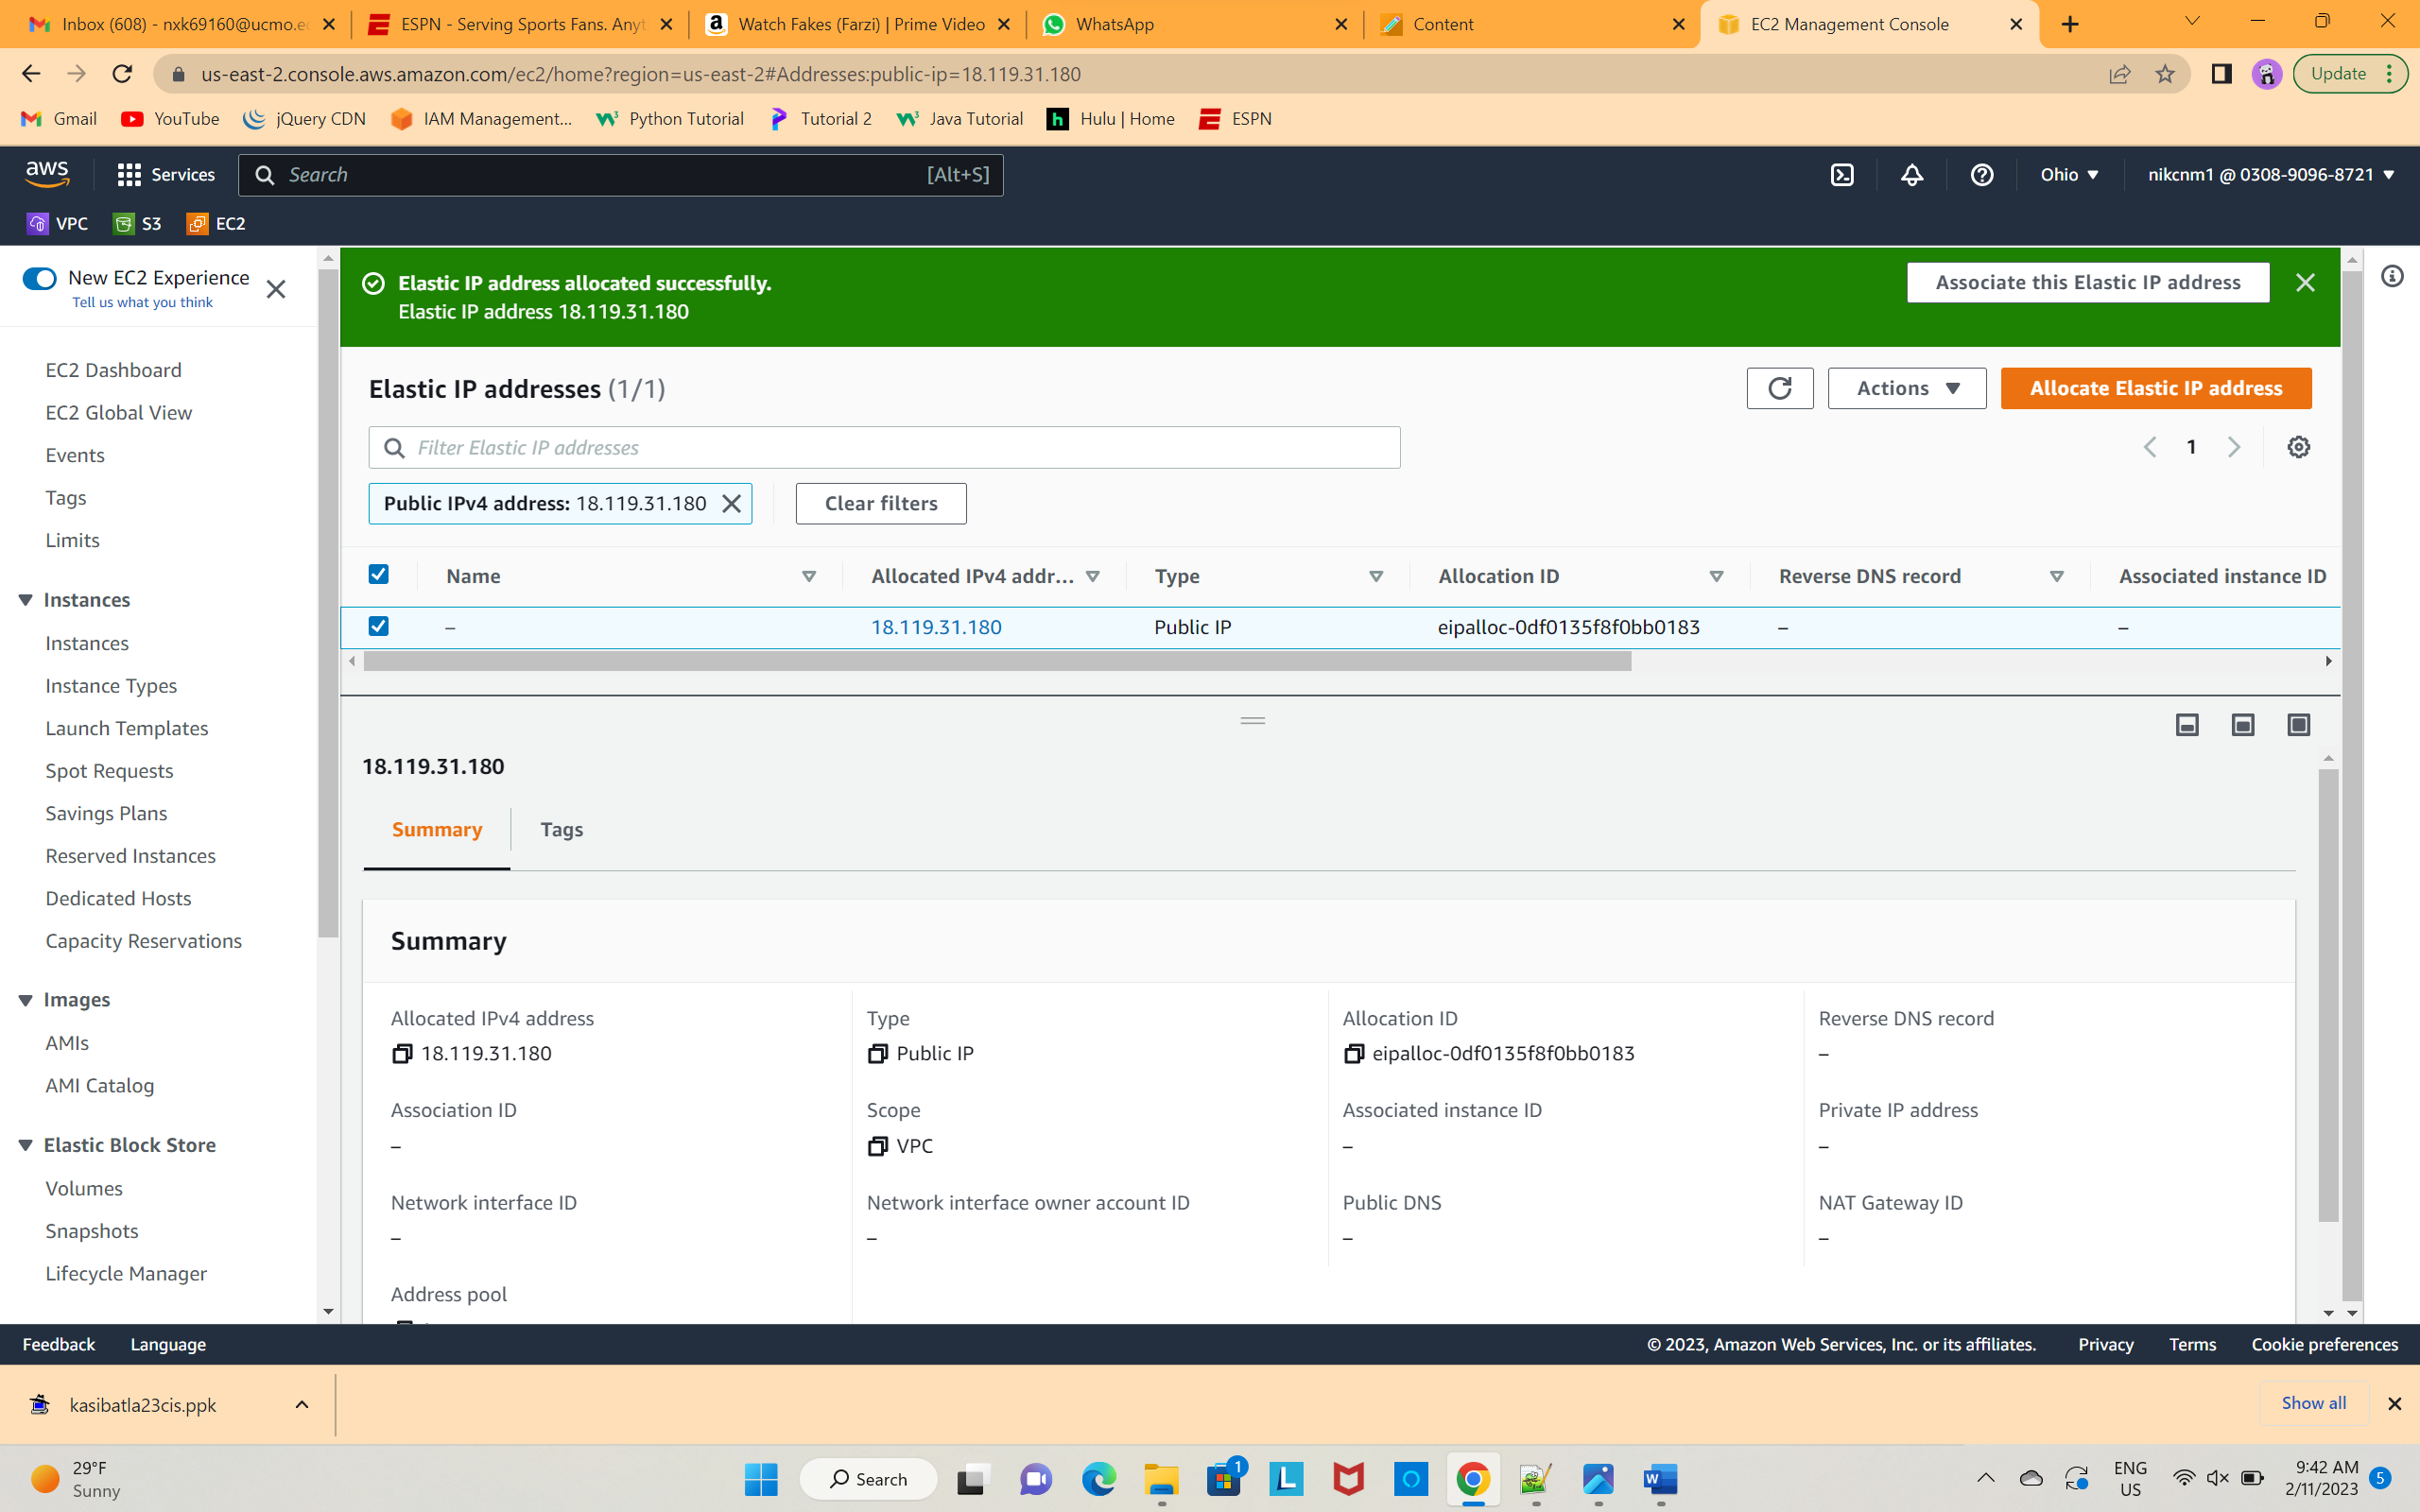 Inbox (608) - nxk69160@ucmo.ed
ESPN - Serving Sports Fans. Anyt
Watch Fakes (Farzi) | Prime Video
WhatsApp
Content
EC2 Management Console
us-east-2.console.aws.amazon.com/ec2/home?region=us-east-2#Addresses:public-ip=18.119.31.180
Update
Gmail
YouTube
jQuery CDN
IAM Management...
Python Tutorial
Tutorial 2
Java Tutorial
Hulu | Home
ESPN
aws
Services
Search
[Alt+S]
Ohio
nikcnm1 @ 0308-9096-8721
VPC
S3
EC2
New EC2 Experience
Tell us what you think
EC2 Dashboard
EC2 Global View
Events
Tags
Limits
Instances
Instances
Instance Types
Launch Templates
Spot Requests
Savings Plans
Reserved Instances
Dedicated Hosts
Capacity Reservations
Images
AMIs
AMI Catalog
Elastic Block Store
Volumes
Snapshots
Lifecycle Manager
Elastic IP address allocated successfully.
Elastic IP address 18.119.31.180
Associate this Elastic IP address
Elastic IP addresses (1/1)
Actions
Allocate Elastic IP address
Filter Elastic IP addresses
1
Public IPv4 address: 18.119.31.180
Clear filters
Name
Allocated IPv4 addr...
Type
Allocation ID
Reverse DNS record
Associated instance ID
–
18.119.31.180
Public IP
eipalloc-0df0135f8f0bb0183
–
–
18.119.31.180
Summary
Tags
Summary
Allocated IPv4 address
18.119.31.180
Type
Public IP
Allocation ID
eipalloc-0df0135f8f0bb0183
Reverse DNS record
–
Association ID
–
Scope
VPC
Associated instance ID
–
Private IP address
–
Network interface ID
–
Network interface owner account ID
–
Public DNS
–
NAT Gateway ID
–
Address pool
Feedback
Language
© 2023, Amazon Web Services, Inc. or its affiliates.
Privacy
Terms
Cookie preferences
kasibatla23cis.ppk
Show all
29°F
Sunny
Search
1
ENG
US
9:42 AM
2/11/2023
5